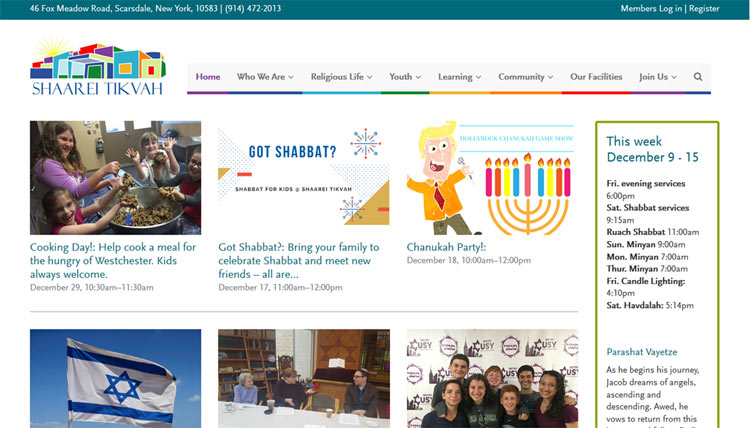 46 Fox Meadow Road, Scarsdale, New York, 10583 | (914) 472-2013
Members Log in | Register
SHAAREI TIKVAH
Home
Who We Are
Religious Life
Youth
Learning
Community
Our Facilities
Join Us
Cooking Day!: Help cook a meal for
the hungry of Westchester. Kids
always welcome.
December 29, 10:30am–11:30am
GOT SHABBAT?
SHABBAT FOR KIDS @ SHAAREI TIKVAH
Got Shabbat?: Bring your family to
celebrate Shabbat and meet new
friends – all are...
December 17, 11:00am–12:00pm
HOLLYROCK CHANUKAH GAME SHOW
Chanukah Party!:
December 18, 10:00am–12:00pm
This week
December 9 - 15
Fri. evening services
6:00pm
Sat. Shabbat services
9:15am
Ruach Shabbat 11:00am
Sun. Minyan 9:00am
Mon. Minyan 7:00am
Thur. Minyan 7:00am
Fri. Candle Lighting:
4:10pm
Sat. Havdalah: 5:14pm
Parashat Vayetze
As he begins his journey,
Jacob dreams of angels,
ascending and
descending. Awed, he
vows to return from this
USY